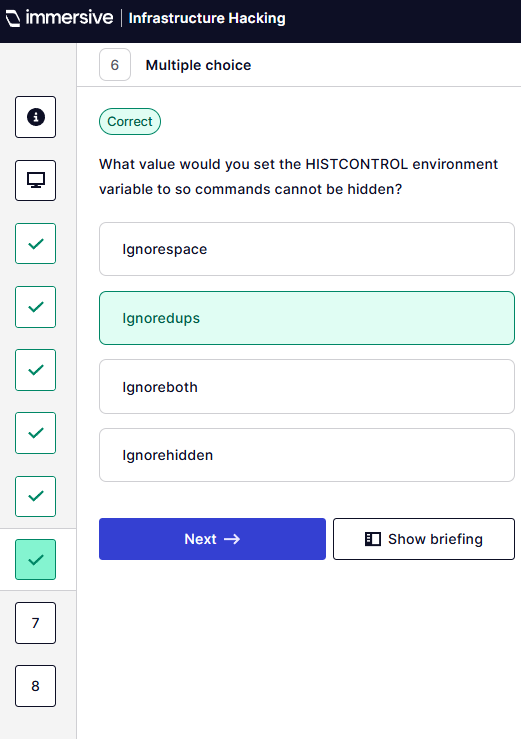 immersive | Infrastructure Hacking
6 Multiple choice
Correct
What value would you set the HISTCONTROL environment
variable to so commands cannot be hidden?
Ignorespace
Ignoredups
Ignoreboth
Ignorehidden
Next → Show briefing
7
8